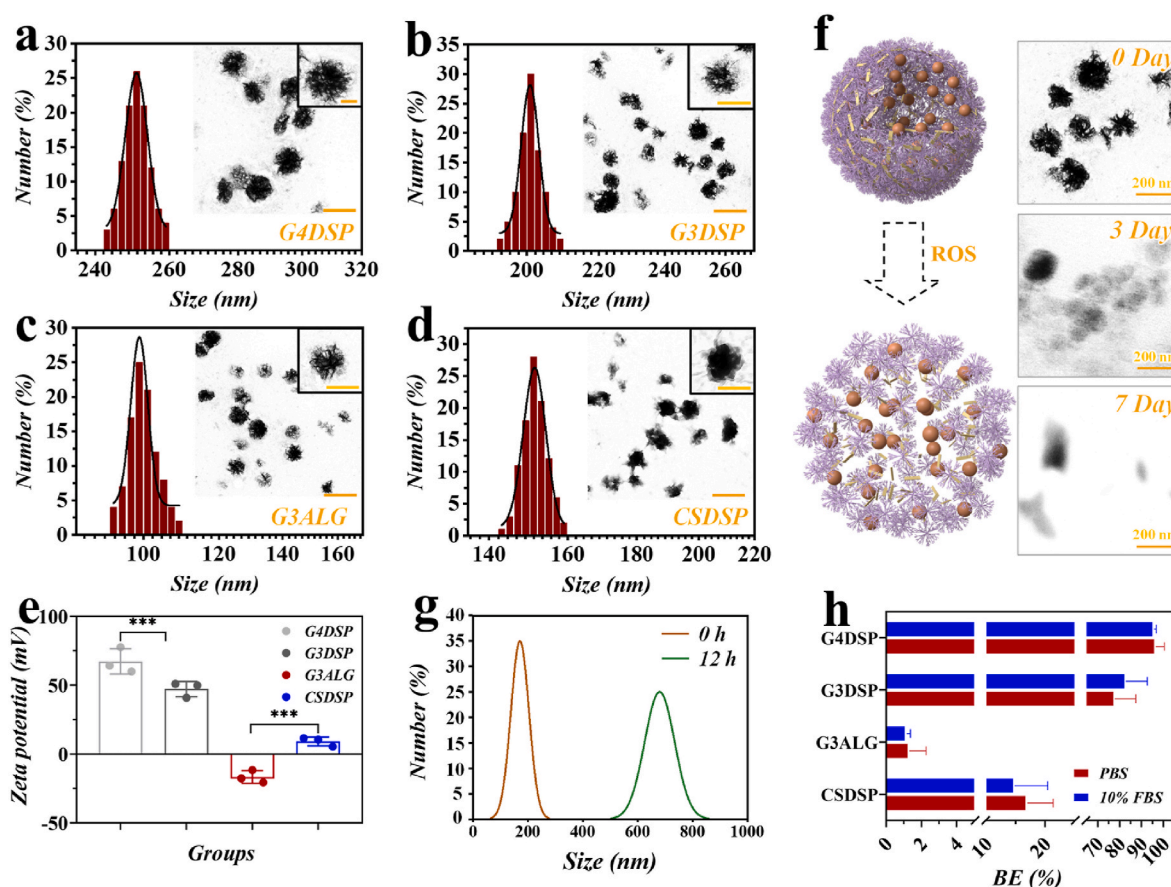 a
30
25
20
15
10
5
0
Number (%)
G4DSP
240 260 280 300 320
Size (nm)
b
35
30
25
20
15
10
5
0
Number (%)
G3DSP
200 220 240 260
Size (nm)
c
30
25
20
15
10
5
0
Number (%)
G3ALG
100 120 140 160
Size (nm)
d
30
25
20
15
10
5
0
Number (%)
CSDSP
140 160 200 220
Size (nm)
e
100
50
0
-50
Zeta potential (mV)
***
***
G4DSP
G3DSP
G3ALG
CSDSP
Groups
f
ROS
0 Day
200 nm
3 Day
200 nm
7 Day
200 nm
g
40
35
30
25
20
15
10
5
0
Number (%)
0 h
12 h
0 200 400 600 800 1000
Size (nm)
h
G4DSP
G3DSP
G3ALG
CSDSP
PBS
10% FBS
0 2 4 10 20 70 80 90 100
BE (%)